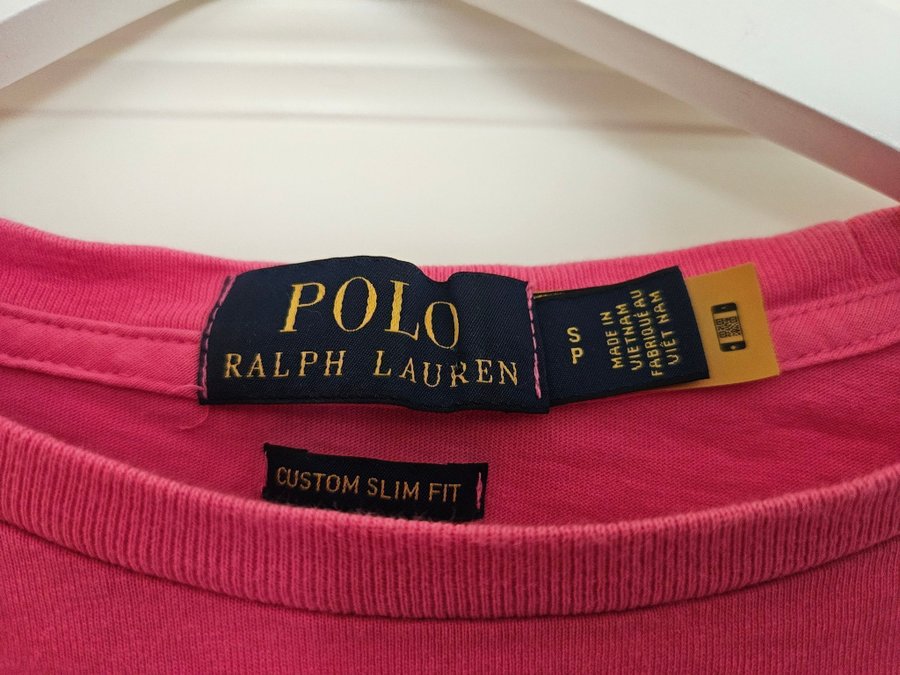 POLO
RALPH LAUREN
S
P
MADE IN
VIETNAM
FABRIQUÉ AU
VIÊT NAM
CUSTOM SLIM FIT